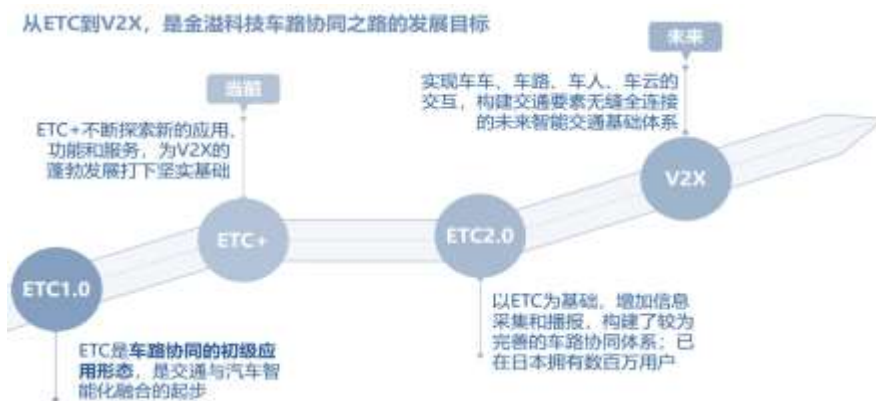 从ETC到V2X，是金溢科技车路协同之路的发展目标
未来
当前
实现车车、车路、车人、车云的
交互，构建交通要素无缝全连接
的未来智能交通基础体系
ETC+不断探索新的应用、
功能和服务，为V2X的
蓬勃发展打下坚实基础
V2X
ETC+
ETC2.0
ETC1.0
以ETC为基础，增加信息
采集和播报，构建了较为
完善的车路协同体系；已
在日本拥有数百万用户
ETC是车路协同的初级应
用形态，是交通与汽车智
能化融合的起步